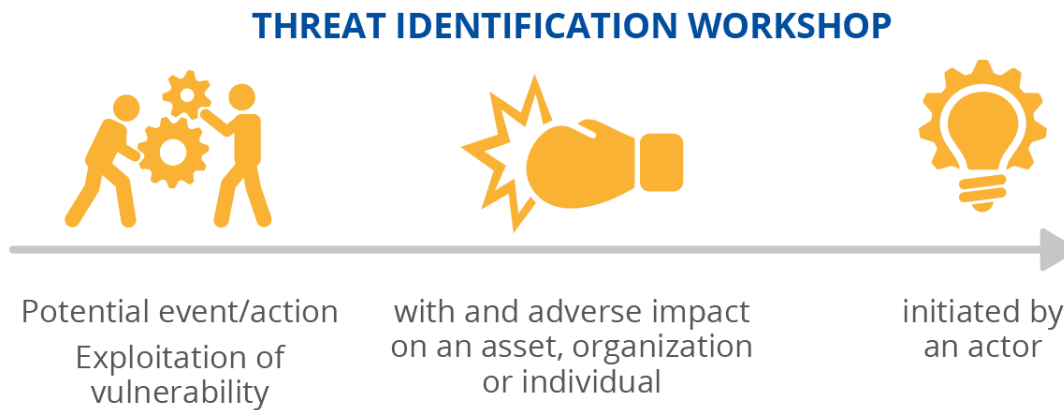 THREAT IDENTIFICATION WORKSHOP
Potential event/action
Exploitation of
vulnerability
with and adverse impact
on an asset, organization
or individual
initiated by
an actor